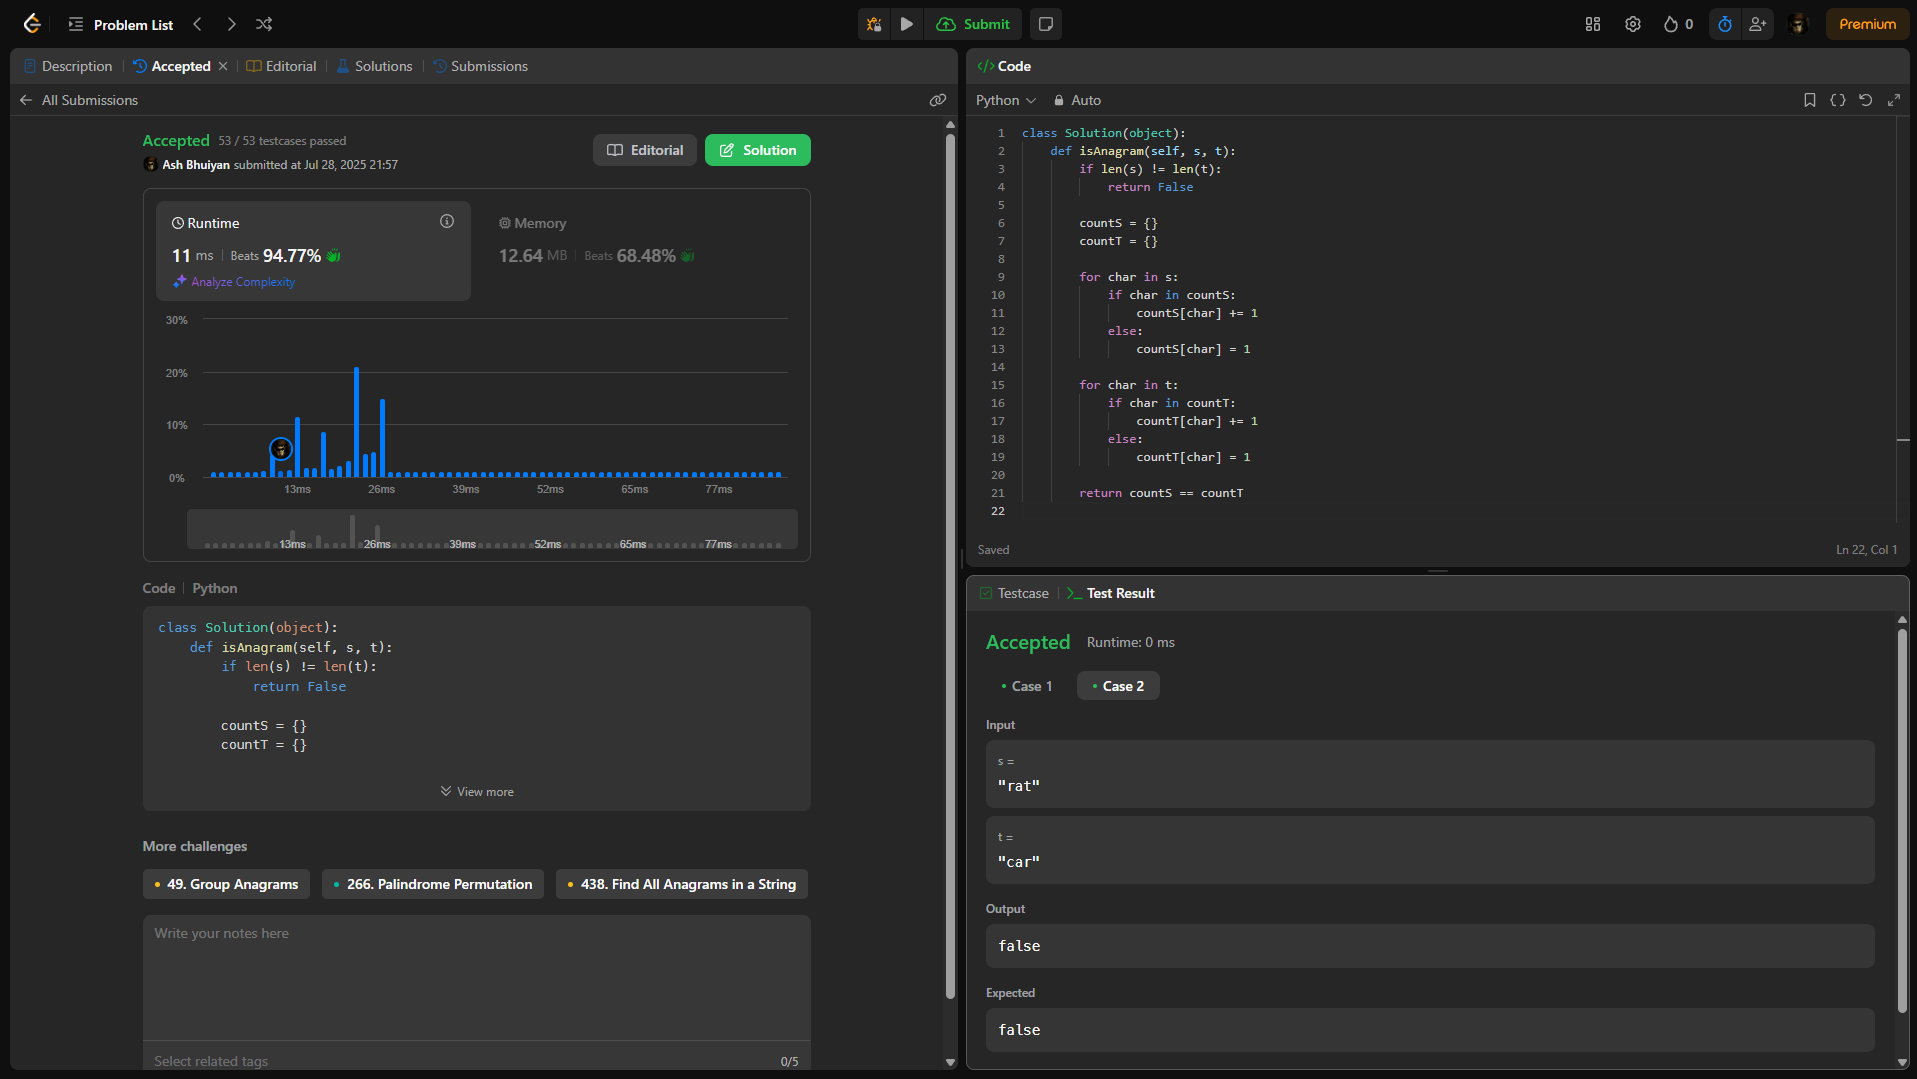 Problem List
Submit
0
Premium
Description
Accepted
Editorial
Solutions
Submissions
All Submissions
Accepted 53 / 53 testcases passed
Ash Bhuiyan submitted at Jul 28, 2025 21:57
Editorial
Solution
Runtime
11 ms Beats 94.77%
Analyze Complexity
Memory
12.64 MB Beats 68.48%
30%
20%
10%
0%
13ms 26ms 39ms 52ms 65ms 77ms
13ms 26ms 39ms 52ms 65ms 77ms
Code Python
class Solution(object):
def isAnagram(self, s, t):
if len(s) != len(t):
return False
countS = {}
countT = {}
View more
More challenges
49. Group Anagrams
266. Palindrome Permutation
438. Find All Anagrams in a String
Write your notes here
Select related tags 0/5
</> Code
Python Auto
1 class Solution(object):
2 def isAnagram(self, s, t):
3 if len(s) != len(t):
4 return False
5
6 countS = {}
7 countT = {}
8
9 for char in s:
10 if char in countS:
11 countS[char] += 1
12 else:
13 countS[char] = 1
14
15 for char in t:
16 if char in countT:
17 countT[char] += 1
18 else:
19 countT[char] = 1
20
21 return countS == countT
22
Saved Ln 22, Col 1
Testcase >_ Test Result
Accepted Runtime: 0 ms
Case 1 Case 2
Input
s =
"rat"
t =
"car"
Output
false
Expected
false